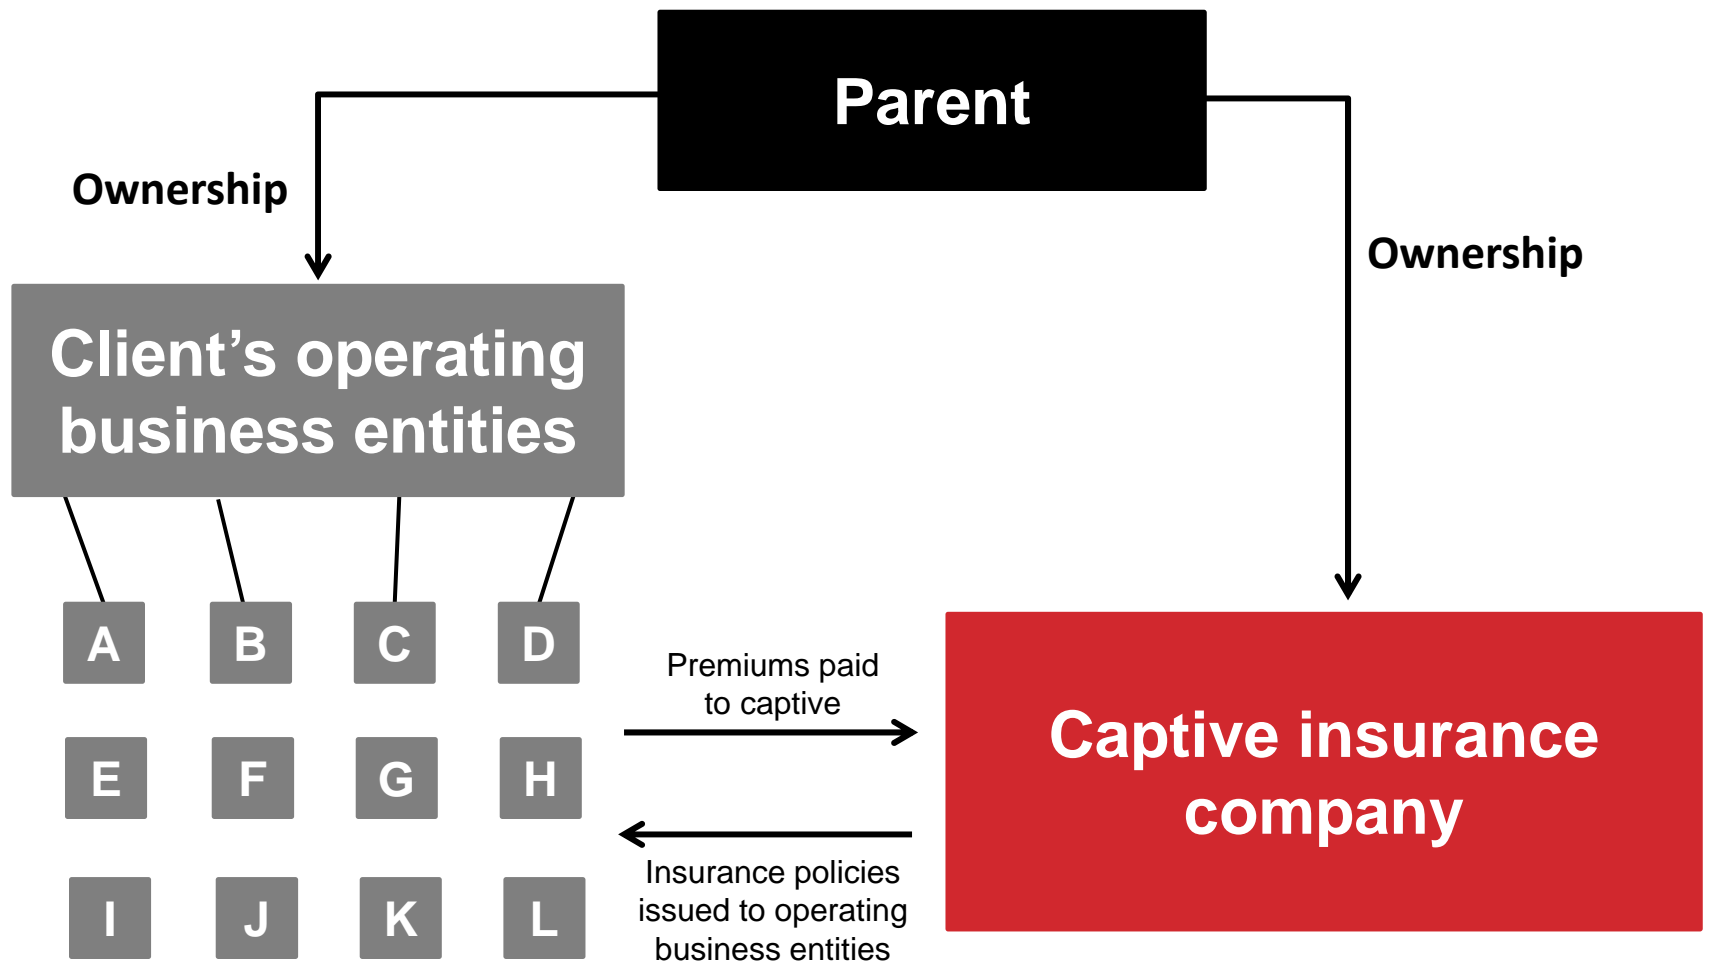 Parent
Ownership
Ownership
Client’s operating
business entities
A B C D
Premiums paid
to captive
E F G H
Captive insurance
company
Insurance policies
issued to operating
business entities
I J K L